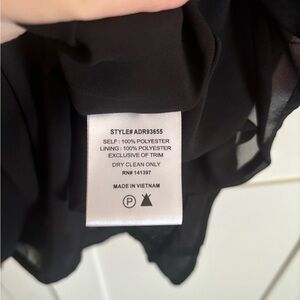 STYLE# ADR93655
SELF : 100% POLYESTER
LINING : 100% POLYESTER
EXCLUSIVE OF TRIM
DRY CLEAN ONLY
RN# 141397
MADE IN VIETNAM
P